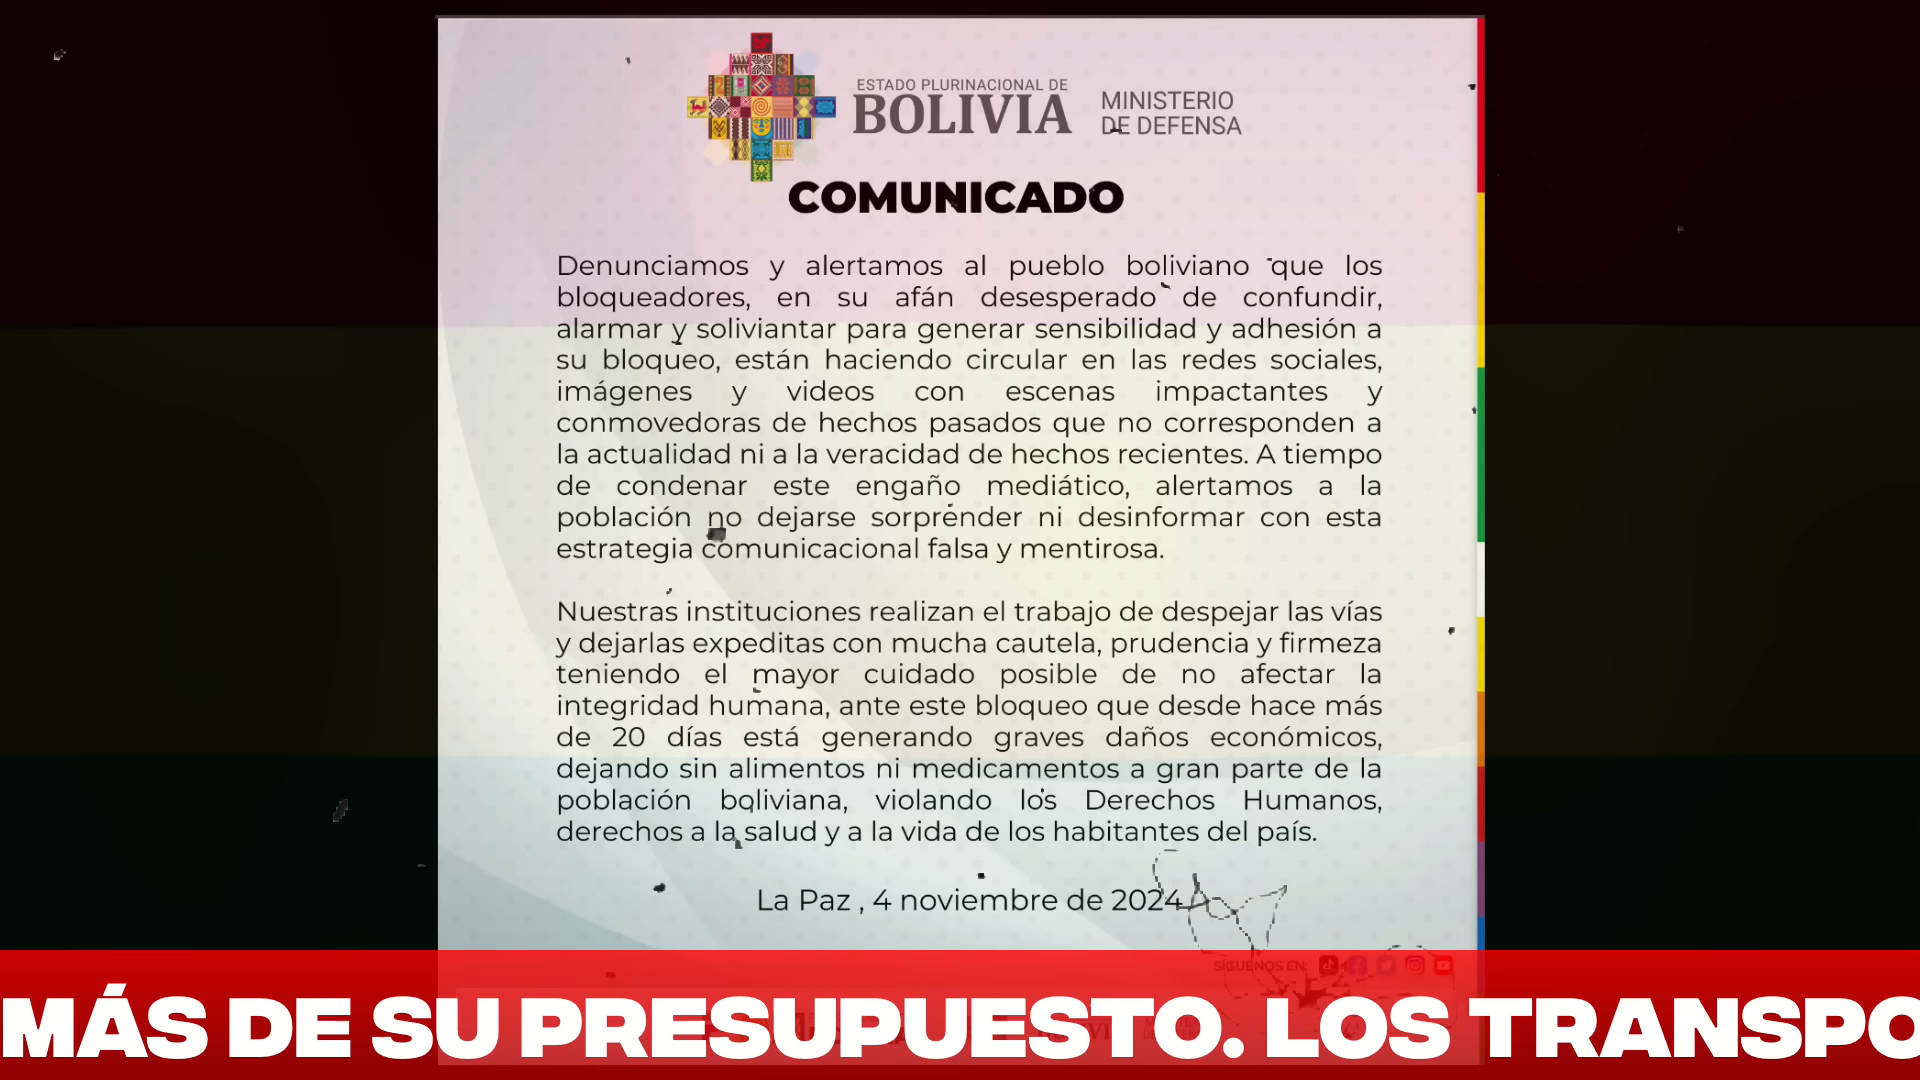 ESTADO PLURINACIONAL DE
BOLIVIA
MINISTERIO
DE DEFENSA
COMUNICADO
Denunciamos y alertamos al pueblo boliviano que los
bloqueadores, en su afán desesperado de confundir,
alarmar y soliviantar para generar sensibilidad y adhesión a
su bloqueo, están haciendo circular en las redes sociales,
imágenes y videos con escenas impactantes y
conmovedoras de hechos pasados que no corresponden a
la actualidad ni a la veracidad de hechos recientes. A tiempo
de condenar este engaño mediático, alertamos a la
población no dejarse sorprender ni desinformar con esta
estrategia comunicacional falsa y mentirosa.
Nuestras instituciones realizan el trabajo de despejar las vías
y dejarlas expeditas con mucha cautela, prudencia y firmeza
teniendo el mayor cuidado posible de no afectar la
integridad humana, ante este bloqueo que desde hace más
de 20 días está generando graves daños económicos,
dejando sin alimentos ni medicamentos a gran parte de la
población boliviana, violando los Derechos Humanos,
derechos a la salud y a la vida de los habitantes del país.
La Paz , 4 noviembre de 2024
SÍGUENOS EN:
MÁS DE SU PRESUPUESTO. LOS TRANSPO